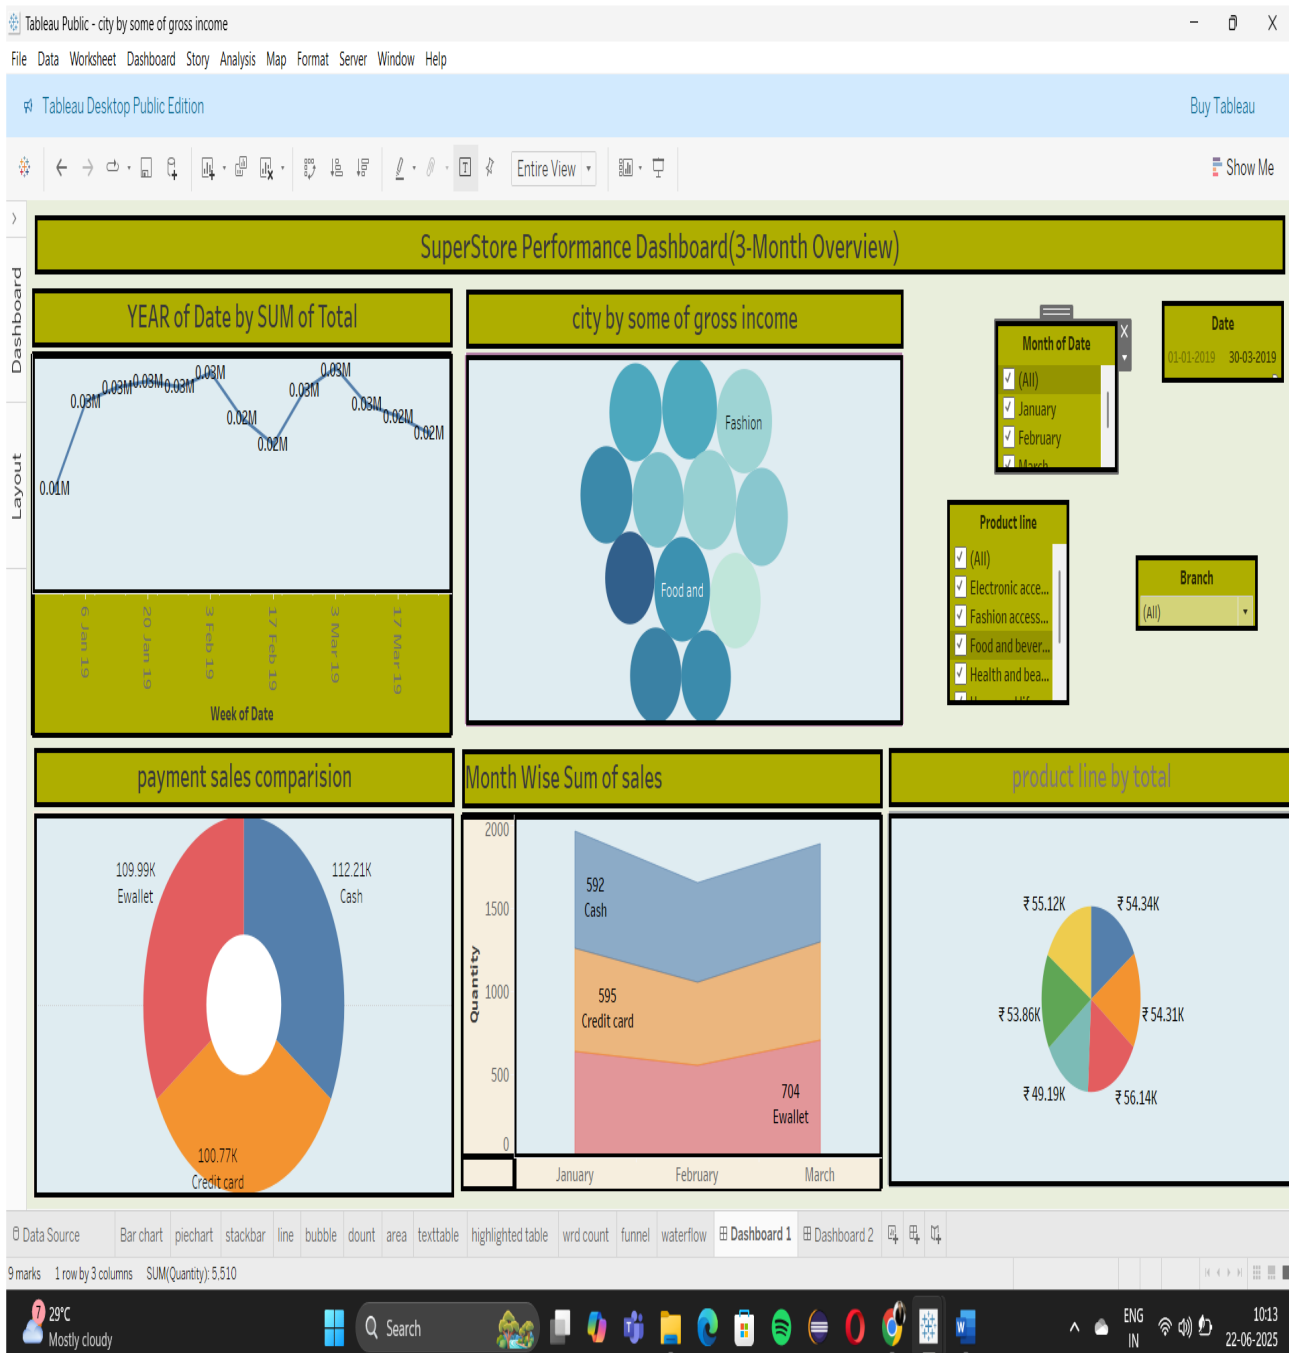 Tableau Public - city by some of gross income
File Data Worksheet Dashboard Story Analysis Map Format Server Window Help
Tableau Desktop Public Edition
Buy Tableau
Entire View
Show Me
Dashboard
Layout
SuperStore Performance Dashboard(3-Month Overview)
YEAR of Date by SUM of Total
0.01M
0.03M
0.03M
0.03M
0.03M
0.03M
0.02M
0.02M
0.03M
0.03M
0.03M
0.02M
0.02M
6 Jan 19
20 Jan 19
3 Feb 19
17 Feb 19
3 Mar 19
17 Mar 19
Week of Date
city by some of gross income
Fashion
Food and
Month of Date
(All)
January
February
March
Date
01-01-2019 30-03-2019
Product line
(All)
Electronic acce...
Fashion access...
Food and bever...
Health and bea...
Branch
(All)
payment sales comparision
109.99K
Ewallet
112.21K
Cash
100.77K
Credit card
Month Wise Sum of sales
Quantity
2000
1500
1000
500
0
592
Cash
595
Credit card
704
Ewallet
January
February
March
product line by total
₹ 55.12K
₹ 54.34K
₹ 53.86K
₹ 54.31K
₹ 49.19K
₹ 56.14K
Data Source Bar chart piechart stackbar line bubble dount area texttable highlighted table wrd count funnel waterflow Dashboard 1 Dashboard 2
9 marks 1 row by 3 columns SUM(Quantity): 5,510
7
29°C
Mostly cloudy
Search
ENG
IN
10:13
22-06-2025